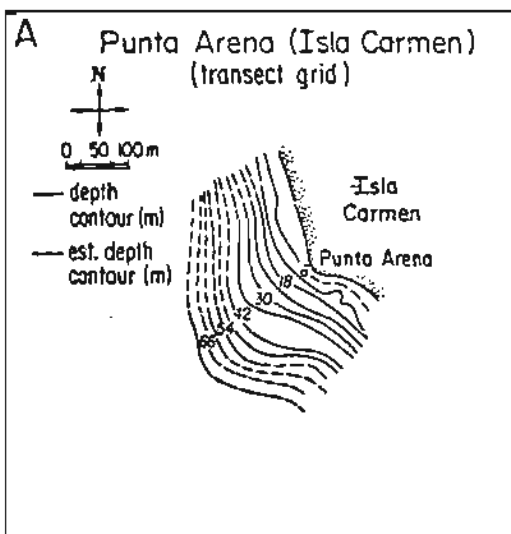 A
Punta Arena (Isla Carmen)
(transect grid)
N
0 50 100m
depth
contour (m)
est. depth
contour (m)
Isla
Carmen
Punta Arena
18
30
42
54
66